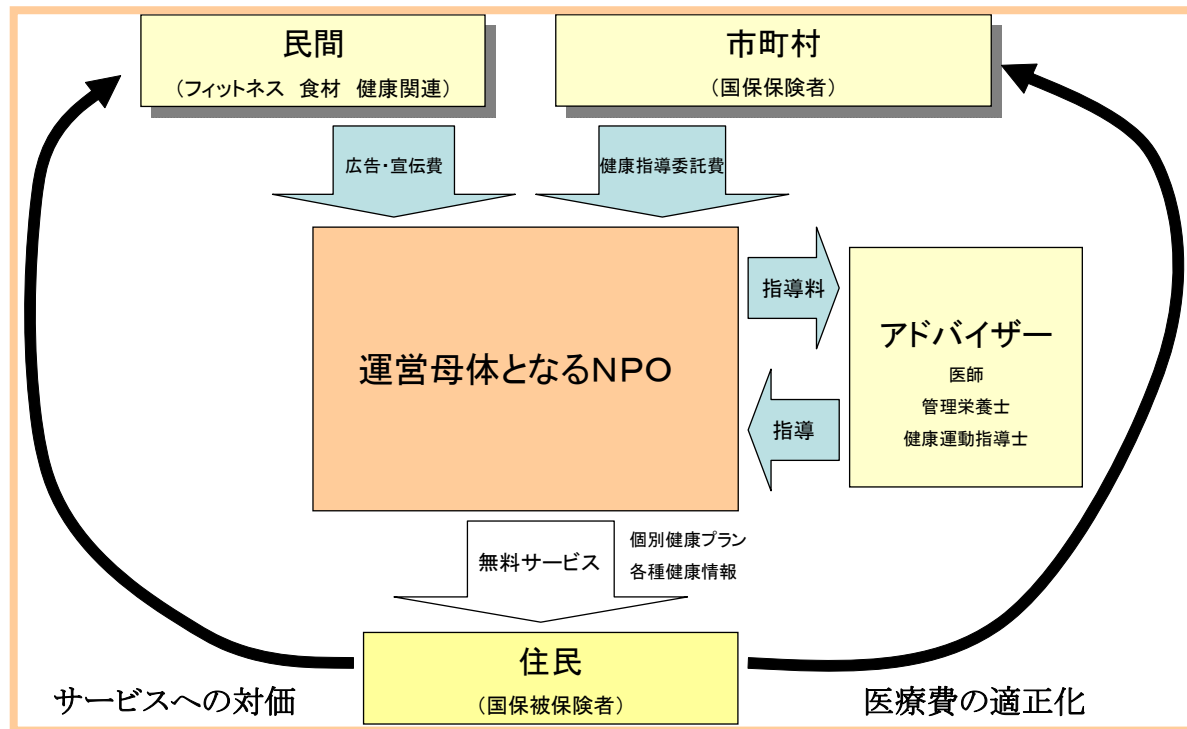 民間
（フィットネス　食材　健康関連）
市町村
（国保保険者）
広告・宣伝費
健康指導委託費
運営母体となるＮＰＯ
指導料
アドバイザー
医師
管理栄養士
健康運動指導士
指導
無料サービス
個別健康プラン
各種健康情報
住民
（国保被保険者）
サービスへの対価
医療費の適正化